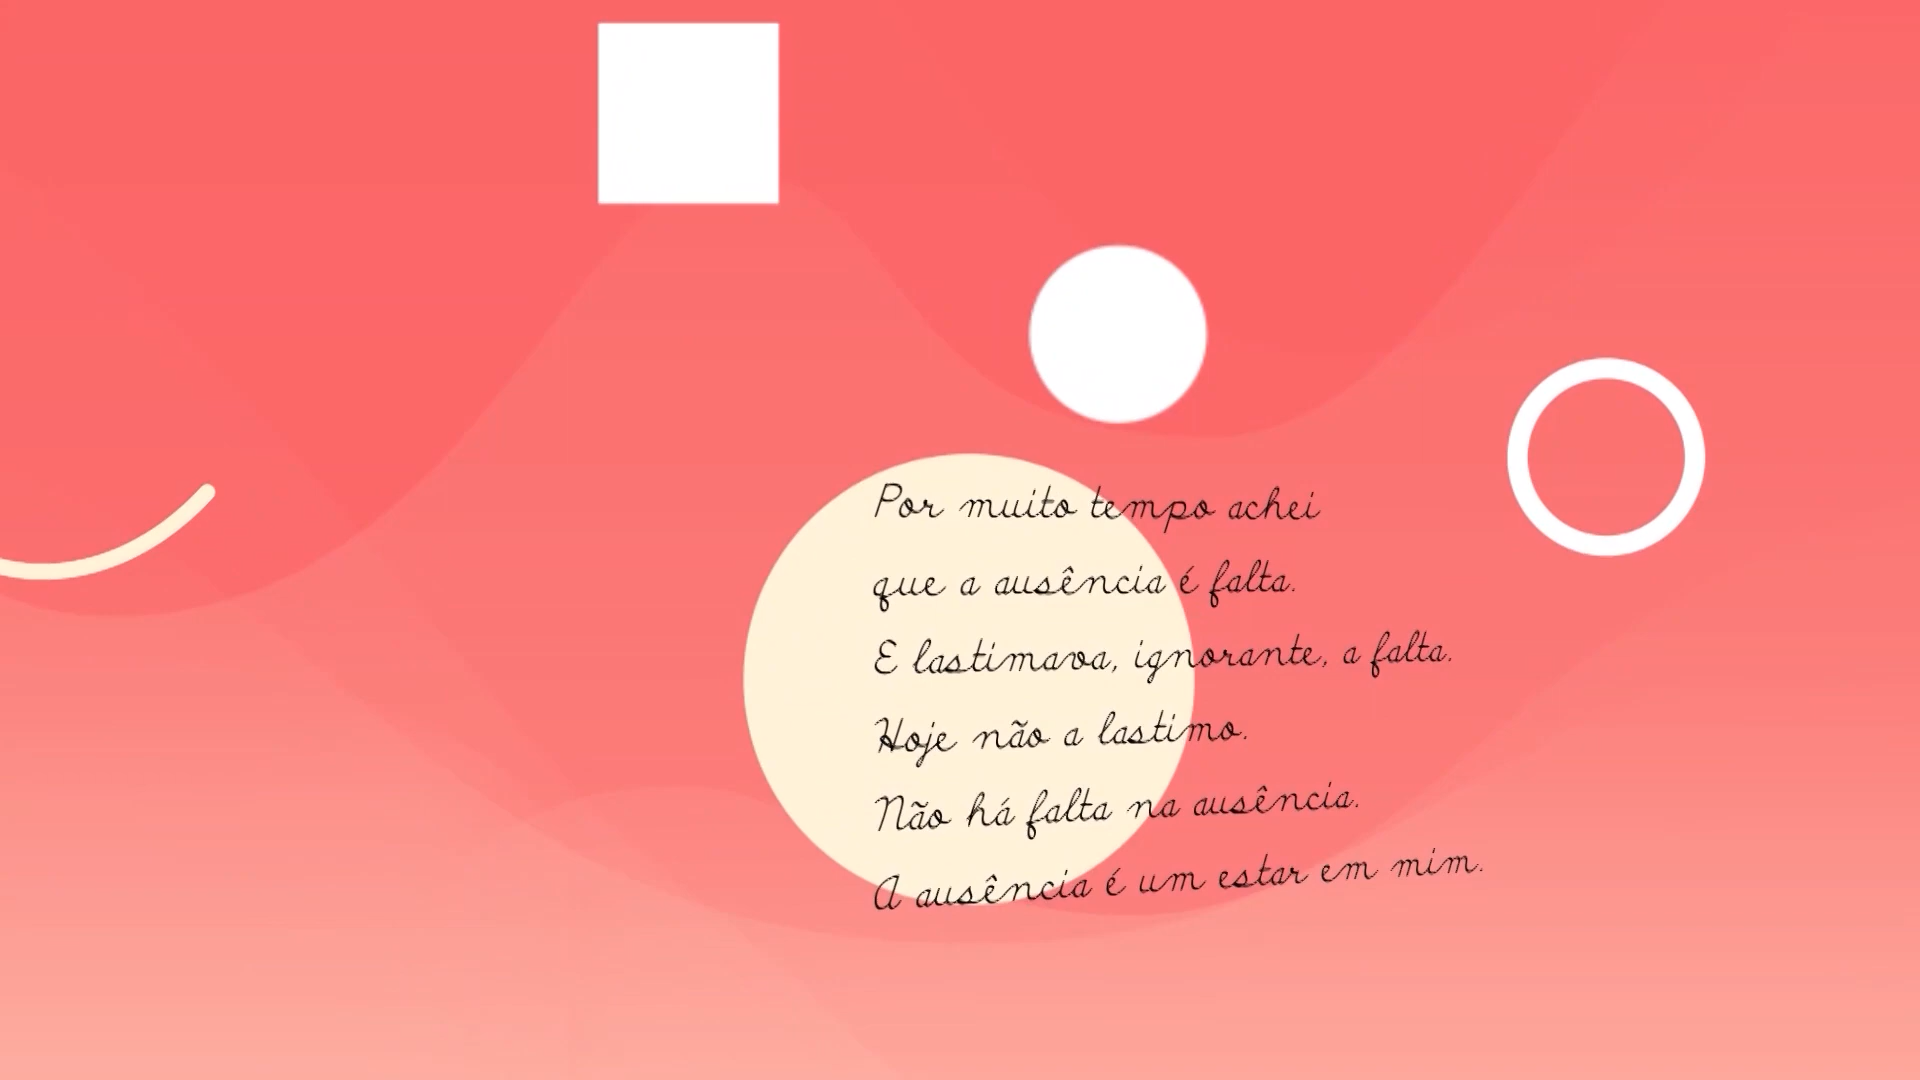 Por muito tempo achei
que a ausência é falta.
E lastimava, ignorante, a falta.
Hoje não a lastimo.
Não há falta na ausência.
A ausência é um estar em mim.